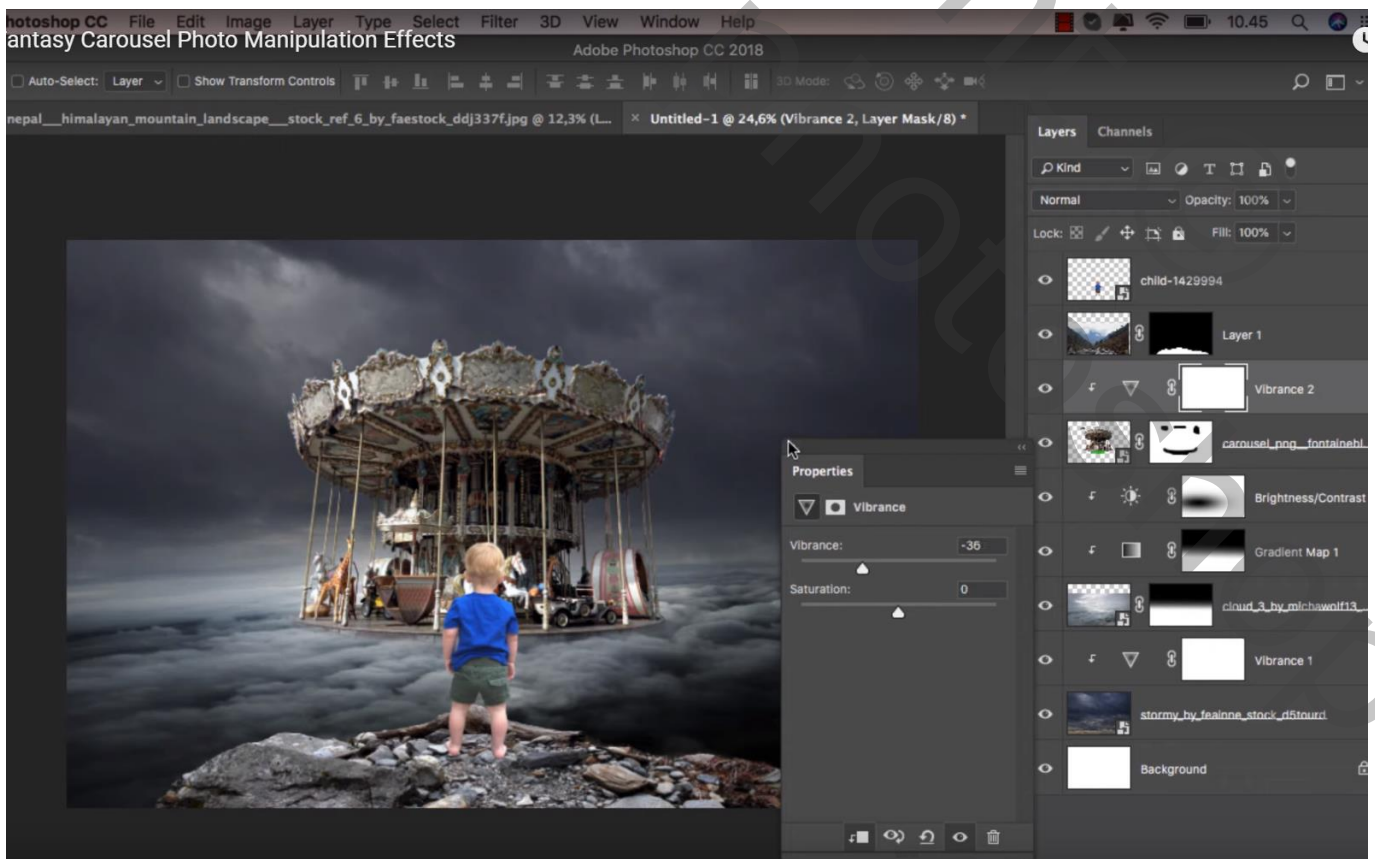 hotoshop CC File Edit Image Layer Type Select Filter 3D View Window Help 10.45
antasy Carousel Photo Manipulation Effects
Adobe Photoshop CC 2018
Auto-Select: Layer Show Transform Controls 3D Mode:
nepal__himalayan_mountain_landscape__stock_ref_6_by_faestock_ddj337f.jpg @ 12,3% (L... × Untitled-1 @ 24,6% (Vibrance 2, Layer Mask/8) *
Layers Channels
Kind
Normal Opacity: 100%
Lock: Fill: 100%
child-1429994
Layer 1
Vibrance 2
carousel_png__fontainebl...
Properties
Brightness/Contrast
Vibrance
Vibrance: -36
Gradient Map 1
Saturation: 0
cloud_3_by_michawolf13_...
Vibrance 1
stormy_by_feainne_stock_d5tourd
Background